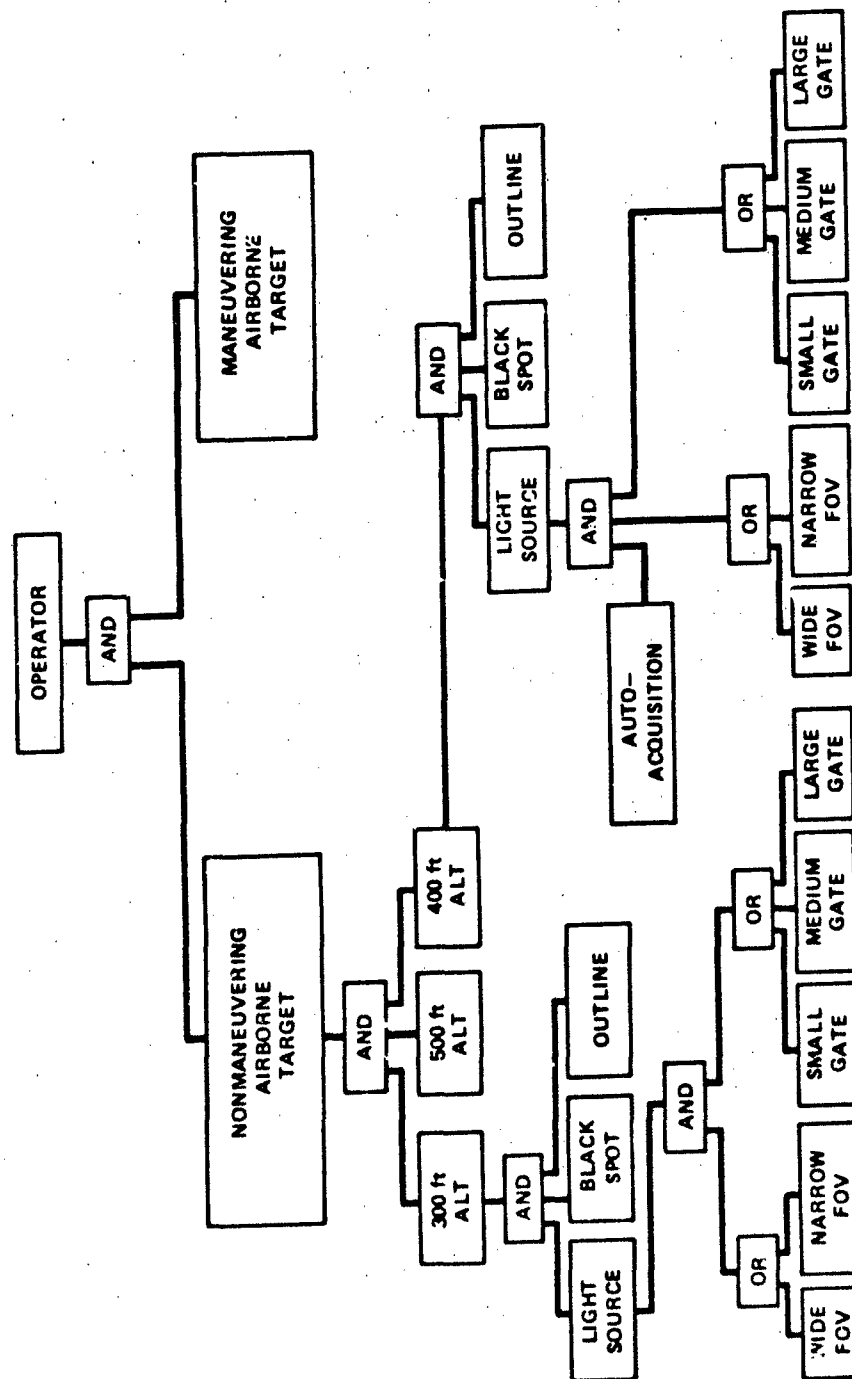 OPERATOR
AND
NONMANEUVERING
AIRBORNE
TARGET
MANEUVERING
AIRBORNE
TARGET
AND
300 ft
ALT
500 ft
ALT
400 ft
ALT
AND
AND
LIGHT
SOURCE
BLACK
SPOT
OUTLINE
LIGHT
SOURCE
BLACK
SPOT
OUTLINE
AND
AND
AUTO-
ACQUISITION
OR
OR
OR
OR
WIDE
FOV
NARROW
FOV
SMALL
GATE
MEDIUM
GATE
LARGE
GATE
WIDE
FOV
NARROW
FOV
SMALL
GATE
MEDIUM
GATE
LARGE
GATE